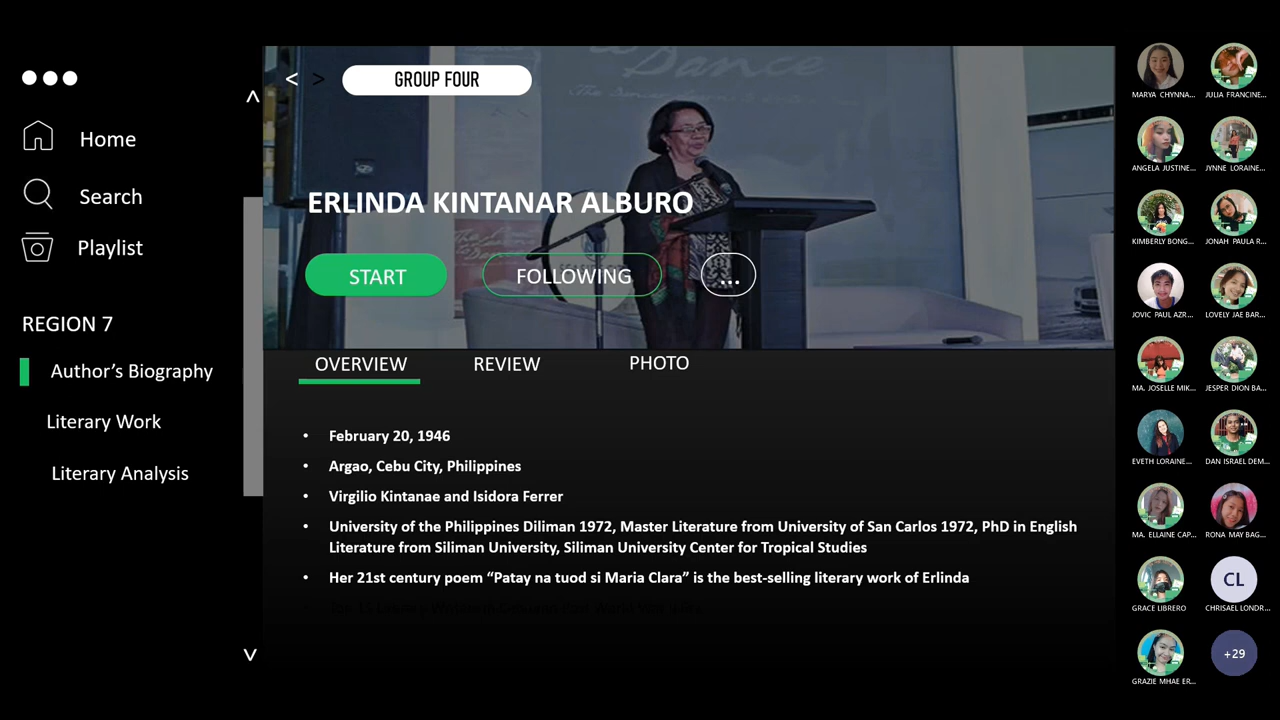 Home
Search
Playlist
REGION 7
Author’s Biography
Literary Work
Literary Analysis
< >
GROUP FOUR
Dance
ERLINDA KINTANAR ALBURO
START
FOLLOWING
...
OVERVIEW
REVIEW
PHOTO
• February 20, 1946
• Argao, Cebu City, Philippines
• Virgilio Kintanae and Isidora Ferrer
• University of the Philippines Diliman 1972, Master Literature from University of San Carlos 1972, PhD in English
Literature from Siliman University, Siliman University Center for Tropical Studies
• Her 21st century poem “Patay na tuod si Maria Clara” is the best-selling literary work of Erlinda
MARYA CHYNNA...
JULIA FRANCINE...
ANGELA JUSTINE...
JYNNE LORAINE...
KIMBERLY BONG...
JONAH PAULA R...
JOVIC PAUL AZR...
LOVELY JAE BAR...
MA. JOSELLE MIK...
JESPER DION BA...
EVETH LORAINE...
DAN ISRAEL DEM...
MA. ELLAINE CAP...
RONA MAY BAG...
GRACE LIBRERO
CL
CHRISAEL LONDR...
GRAZIE MHAE ER...
+29